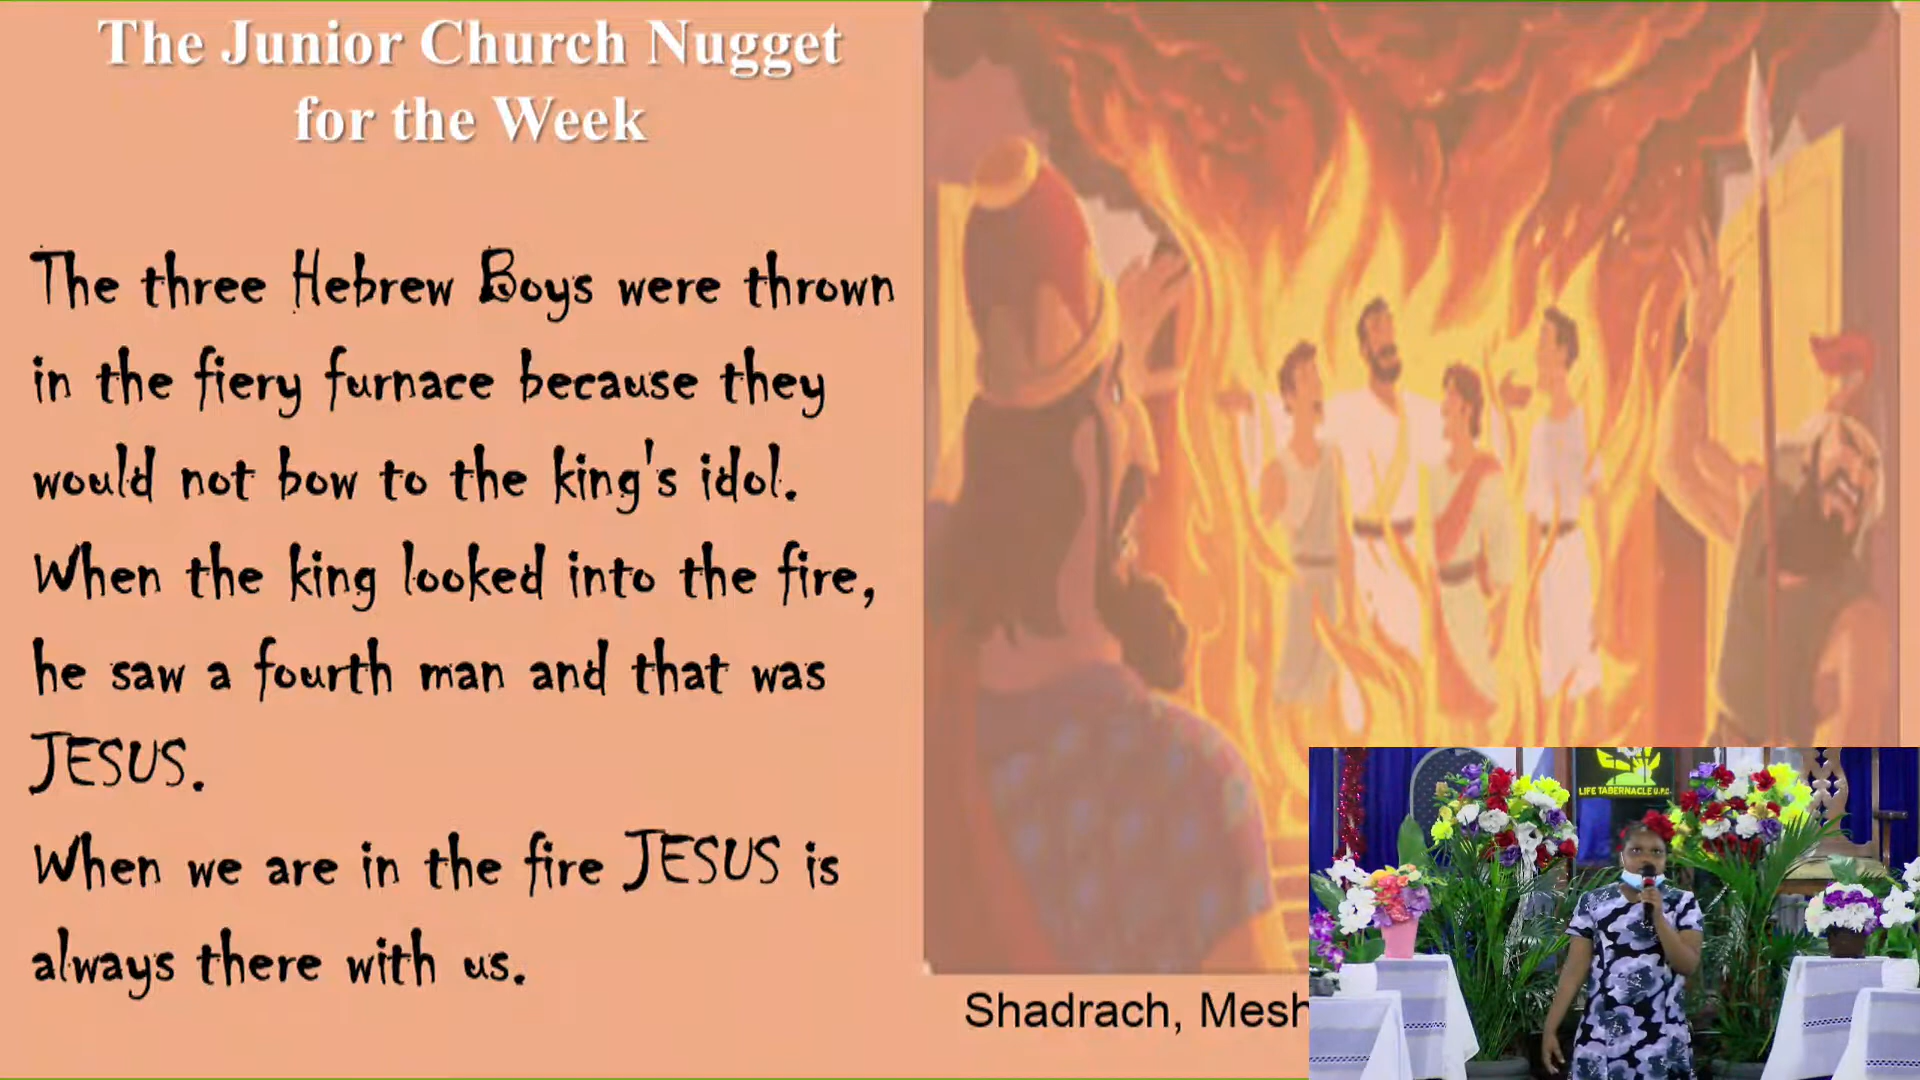 The Junior Church Nugget
for the Week
The three Hebrew Boys were thrown
in the fiery furnace because they
would not bow to the king's idol.
When the king looked into the fire,
he saw a fourth man and that was
JESUS.
When we are in the fire JESUS is
always there with us.
Shadrach, Mesh
LIFE TABERNACLE U.P.C.